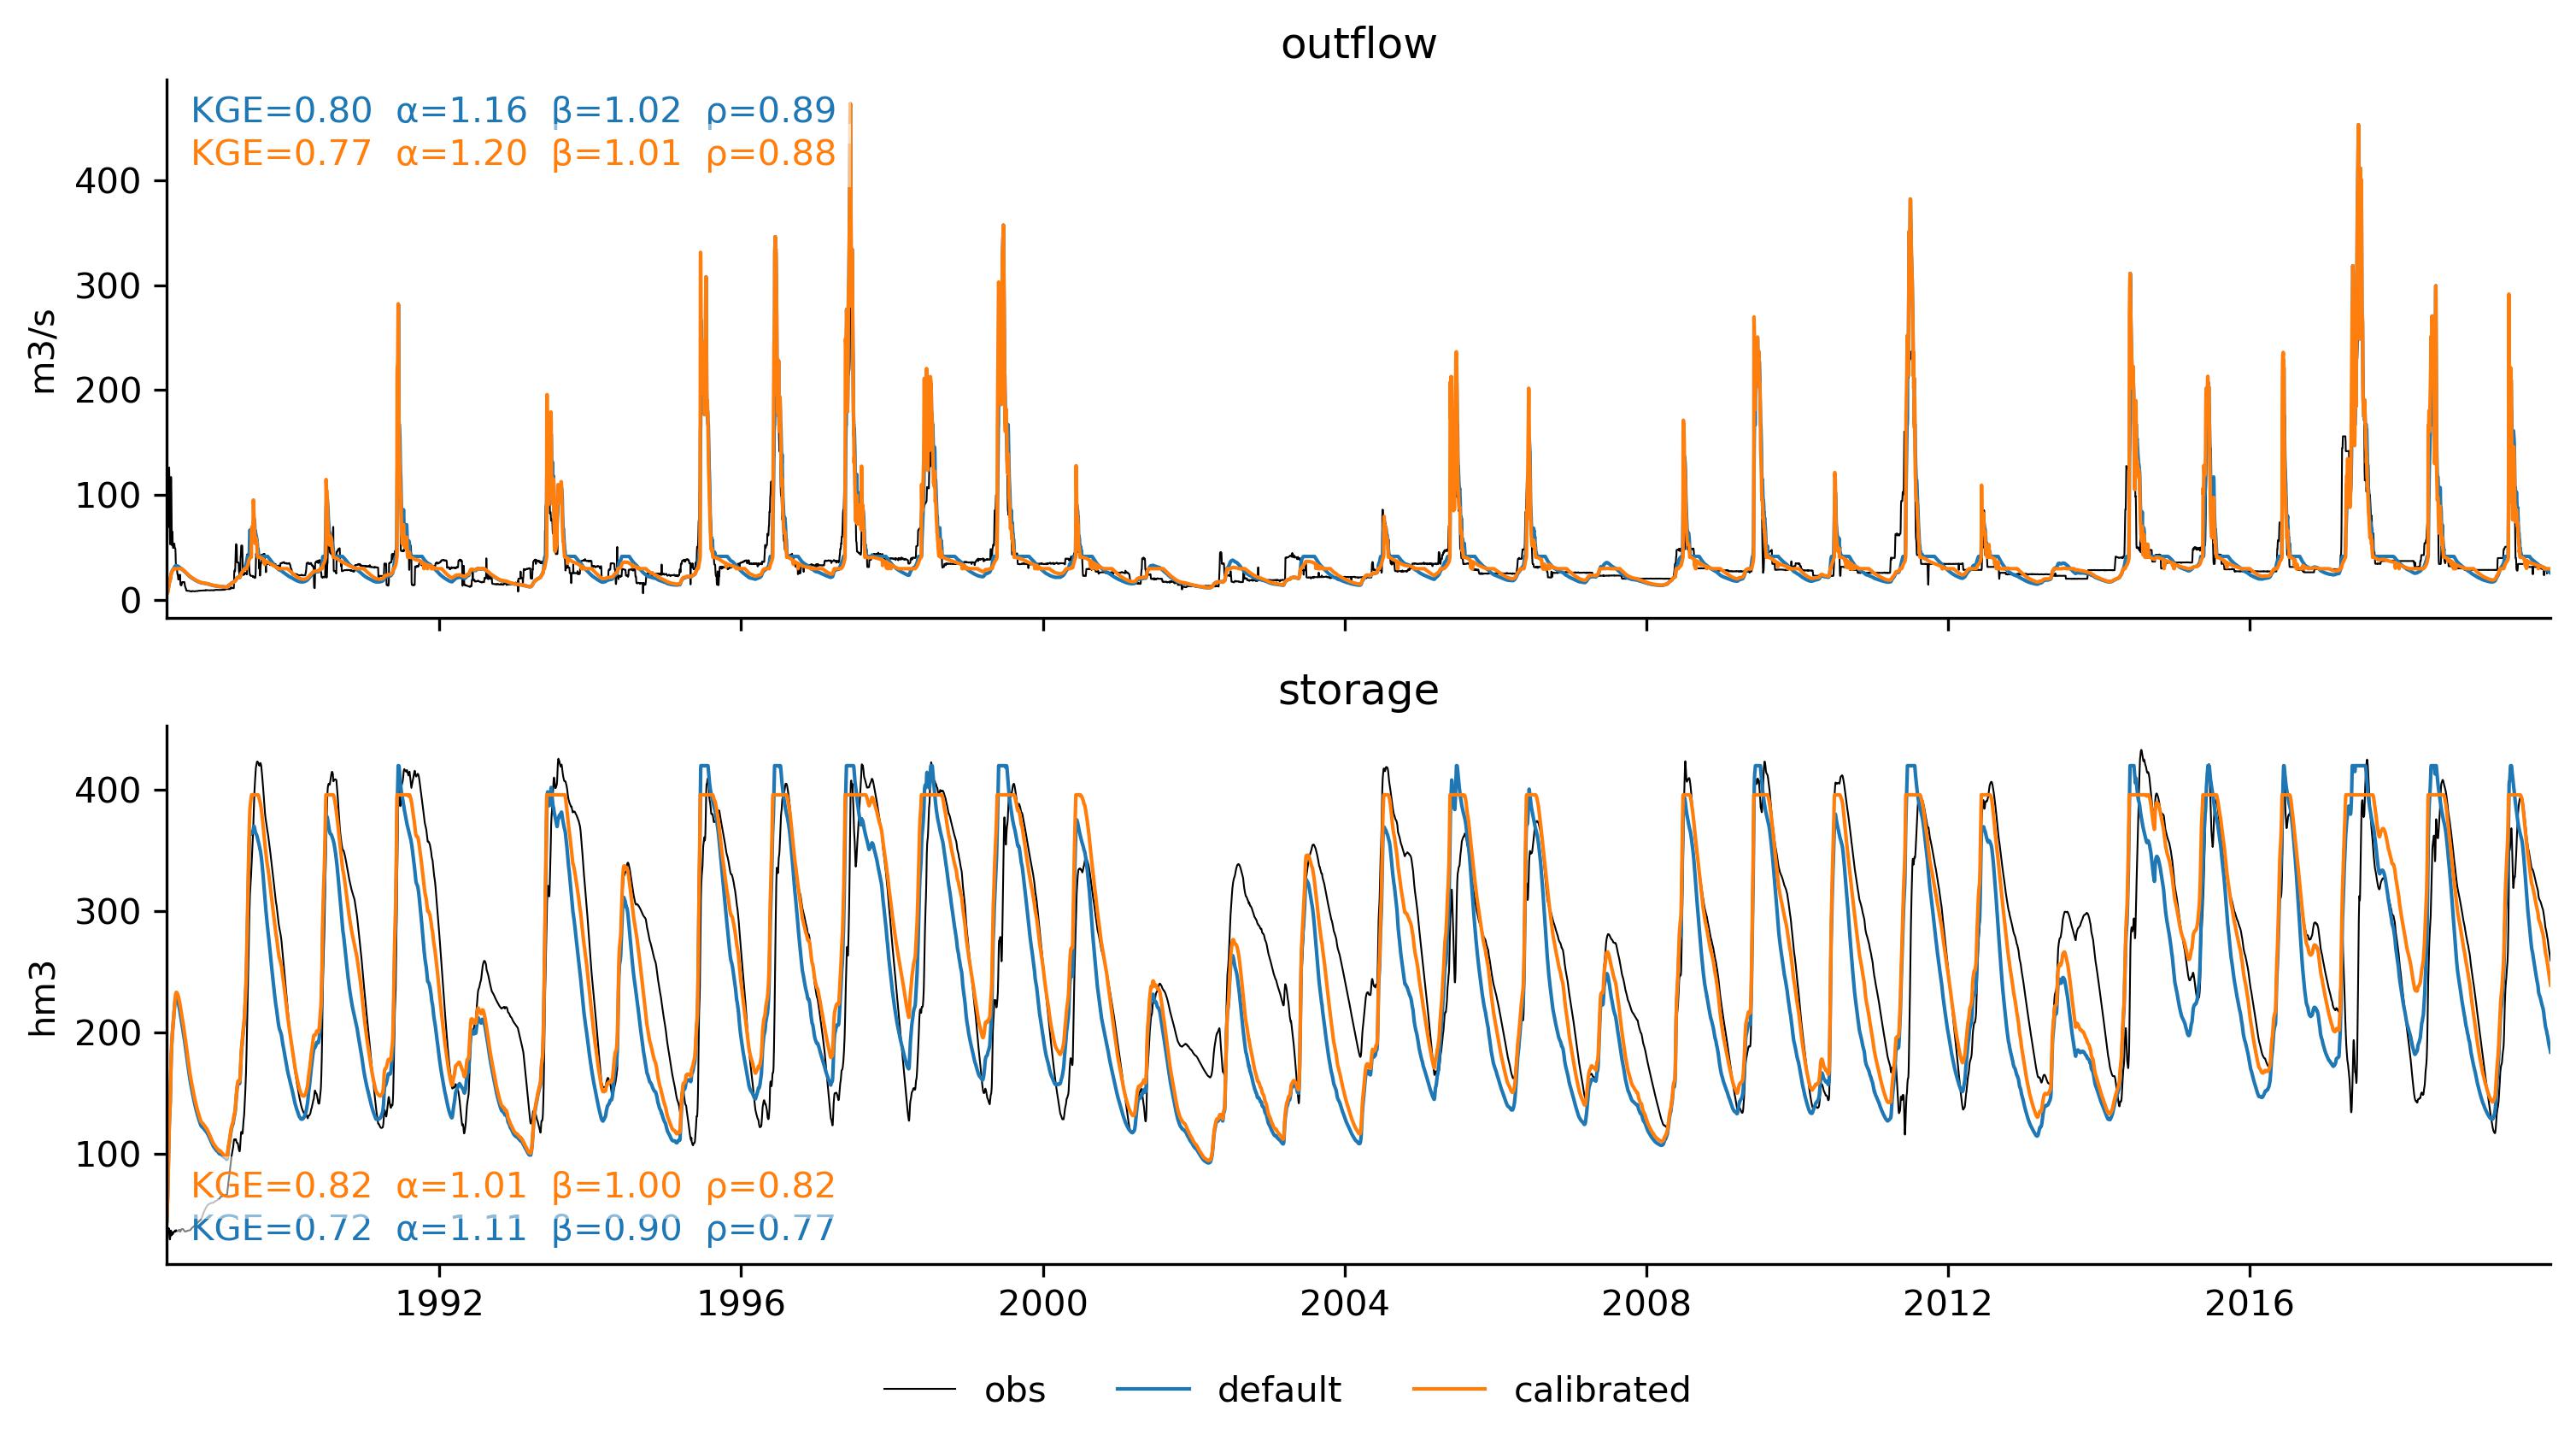 outflow
KGE=0.80 α=1.16 β=1.02 ρ=0.89
KGE=0.77 α=1.20 β=1.01 ρ=0.88
400
300
200
100
0
m3/s
storage
400
300
200
100
hm3
KGE=0.82 α=1.01 β=1.00 ρ=0.82
KGE=0.72 α=1.11 β=0.90 ρ=0.77
1992 1996 2000 2004 2008 2012 2016
obs default calibrated